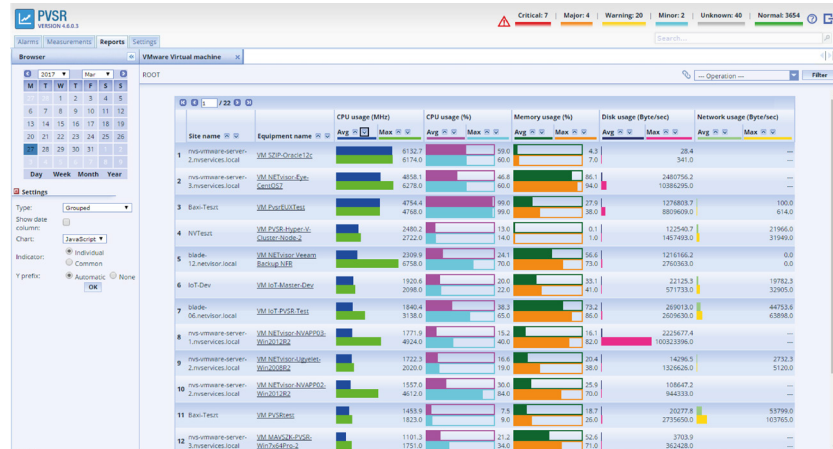 PVSR
VERSION 4.8.0.3
Critical: 7 Major: 4 Warning: 20 Minor: 2 Unknown: 40 Normal: 3654
Search...
Alarms Measurements Reports Settings
Browser VMware Virtual machine ×
ROOT --- Operation --- Filter
2017 Mar
M T W T F S S
1 2 3 4 5
6 7 8 9 10 11 12
13 14 15 16 17 18 19
20 21 22 23 24 25 26
27 28 29 30 31
Day Week Month Year
Settings
Type: Grouped
Show date column:
Chart: JavaScript
Indicator: Individual
Common
Y prefix: Automatic None
OK
1 / 22
CPU usage (MHz) CPU usage (%) Memory usage (%) Disk usage (Byte/sec) Network usage (Byte/sec)
Site name Equipment name Avg Max Avg Max Avg Max Avg Max Avg Max
1 nvs-vmware-server- 6132.7 59.0 4.3 28.4 ---
2.nvservices.local VM SZIP-Oracle12c 6174.0 60.0 7.0 341.0 ---
2 nvs-vmware-server- VM NETvisor-Eye- 4858.1 46.8 86.1 2480756.2 ---
3.nvservices.local CentOS7 6278.0 60.0 94.0 10386295.0 ---
3 Baxi-Teszt VM PvsrEUXTest 4754.4 99.0 27.9 1276803.7 100.0
4768.0 99.0 38.0 8809609.0 614.0
4 NVTeszt VM PVSR-Hyper-V- 2480.2 13.0 0.1 122540.7 21966.0
Cluster-Node-2 2722.0 14.0 1.0 1457493.0 31949.0
5 blade- VM NETvisor Veeam 2309.9 24.1 56.6 1216166.2 0.0
12.netvisor.local Backup NFR 6758.0 70.0 73.0 2760363.0 0.0
6 IoT-Dev VM IoT-Master-Dev 1920.6 20.0 33.1 22125.3 19782.3
2098.0 22.0 41.0 571733.0 32905.0
7 blade- VM IoT-PVSR-Test 1840.4 38.3 73.2 269013.0 44753.6
06.netvisor.local 3138.0 65.0 86.0 2609630.0 63898.0
8 nvs-vmware-server- VM NETvisor-NVAPP03- 1771.9 15.2 16.1 2225677.4 ---
1.nvservices.local Win2012R2 4924.0 40.0 82.0 100323396.0 ---
9 nvs-vmware-server- VM NETvisor-Ugyelet- 1722.3 16.6 20.4 14296.5 2732.3
2.nvservices.local Win2008R2 2020.0 19.0 38.0 1326626.0 5120.0
10 nvs-vmware-server- VM NETvisor-NVAPP02- 1557.0 30.0 25.9 108647.2 ---
2.nvservices.local Win2012R2 4612.0 84.0 70.0 944333.0 ---
11 Baxi-Teszt VM PVSRtest 1453.9 7.5 18.7 20277.8 53799.0
1823.0 9.0 26.0 2735650.0 103765.0
12 nvs-vmware-server- VM MAVSZK-PVSR- 1101.3 21.2 52.6 3703.9 ---
3.nvservices.local Win7x64Pro-2 1751.0 34.0 71.0 362428.0 ---